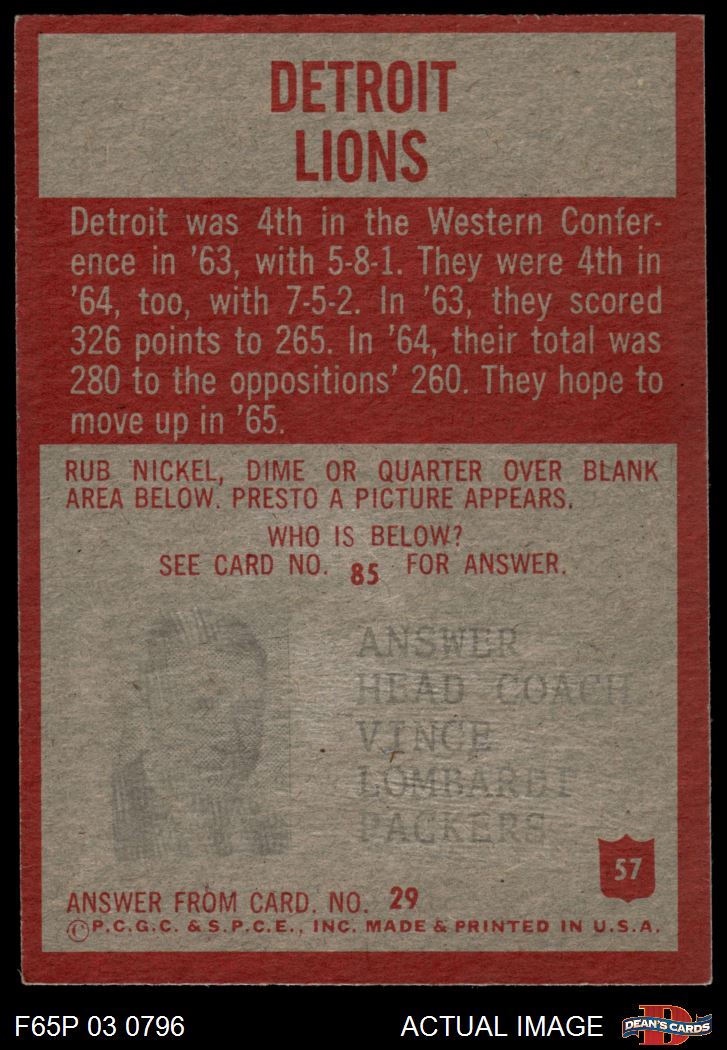 DETROIT
LIONS
Detroit was 4th in the Western Confer-
ence in '63, with 5-8-1. They were 4th in
'64, too, with 7-5-2. In '63, they scored
326 points to 265. In '64, their total was
280 to the oppositions' 260. They hope to
move up in '65.
RUB NICKEL, DIME OR QUARTER OVER BLANK
AREA BELOW. PRESTO A PICTURE APPEARS.
WHO IS BELOW?
SEE CARD NO. 85 FOR ANSWER.
ANSWER
HEAD COACH
VINCE
LOMBARDI
PACKERS
57
ANSWER FROM CARD. NO. 29
©P.C.G.C. & S.P.C.E., INC. MADE & PRINTED IN U.S.A.
F65P 03 0796
ACTUAL IMAGE
DEAN'S CARDS